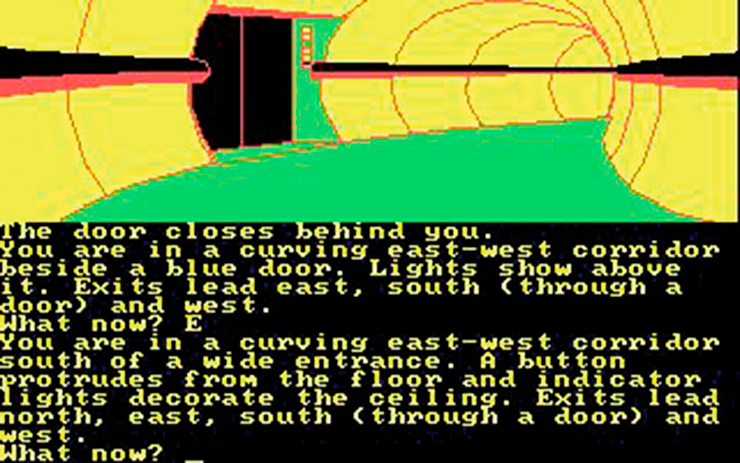 The door closes behind you.
You are in a curving east-west corridor
beside a blue door. Lights show above
it. Exits lead east, south (through a
door) and west.
What now? E
You are in a curving east-west corridor
south of a wide entrance. A button
protrudes from the floor and indicator
lights decorate the ceiling. Exits lead
north, east, south (through a door) and
west.
What now? _